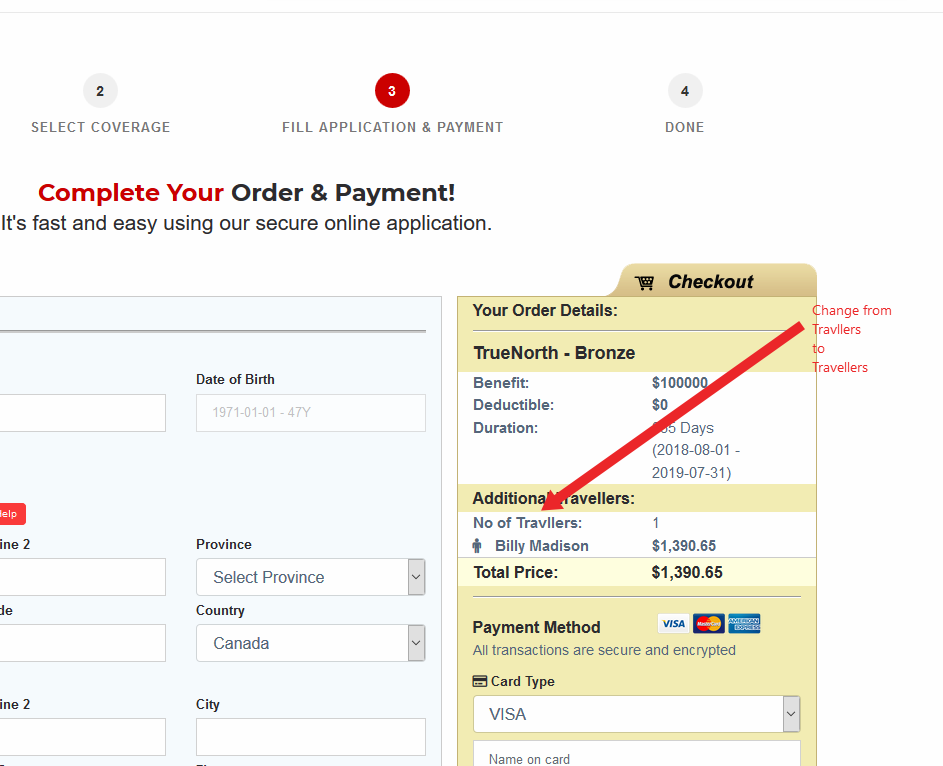 2
3
4
SELECT COVERAGE
FILL APPLICATION & PAYMENT
DONE
Complete Your Order & Payment!
It's fast and easy using our secure online application.
Checkout
Date of Birth
1971-01-01 - 47Y
Help
ine 2
Province
Select Province
de
Country
Canada
ine 2
City
Your Order Details:
TrueNorth - Bronze
Benefit: $100000
Deductible: $0
Duration: 365 Days
(2018-08-01 -
2019-07-31)
Additional Travellers:
No of Travllers: 1
Billy Madison $1,390.65
Total Price: $1,390.65
Payment Method
VISA MasterCard AMERICAN EXPRESS
All transactions are secure and encrypted
Card Type
VISA
Name on card
Change from
Travllers
to
Travellers